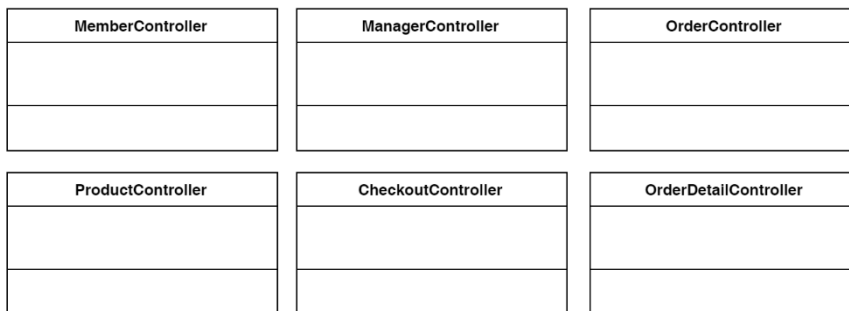 MemberController
ManagerController
OrderController
ProductController
CheckoutController
OrderDetailController